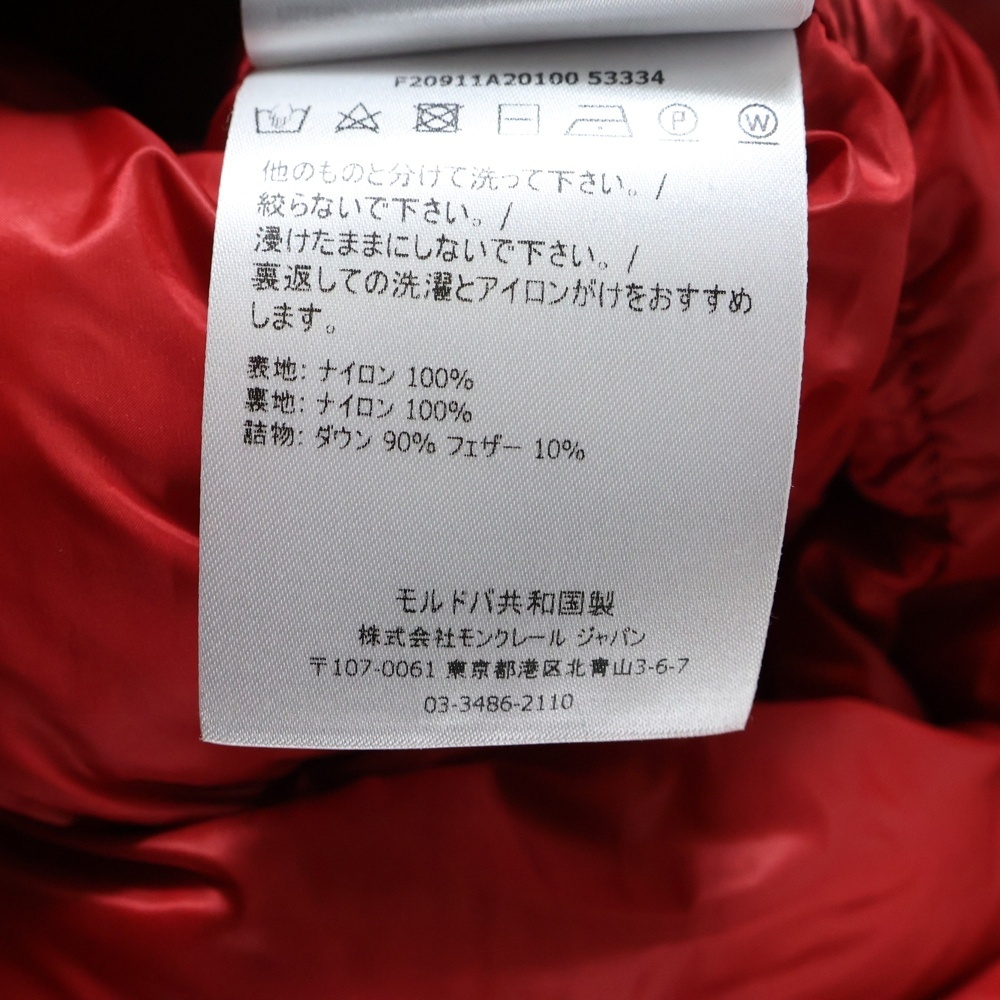 F20911A20100 53334
P W
他のものと分けて洗って下さい。/
絞らないで下さい。/
浸けたままにしないで下さい。/
裏返しての洗濯とアイロンがけをおすすめ
します。
表地: ナイロン 100%
裏地: ナイロン 100%
詰物: ダウン 90% フェザー 10%
モルドバ共和国製
株式会社モンクレール ジャパン
〒107-0061 東京都港区北青山3-6-7
03-3486-2110